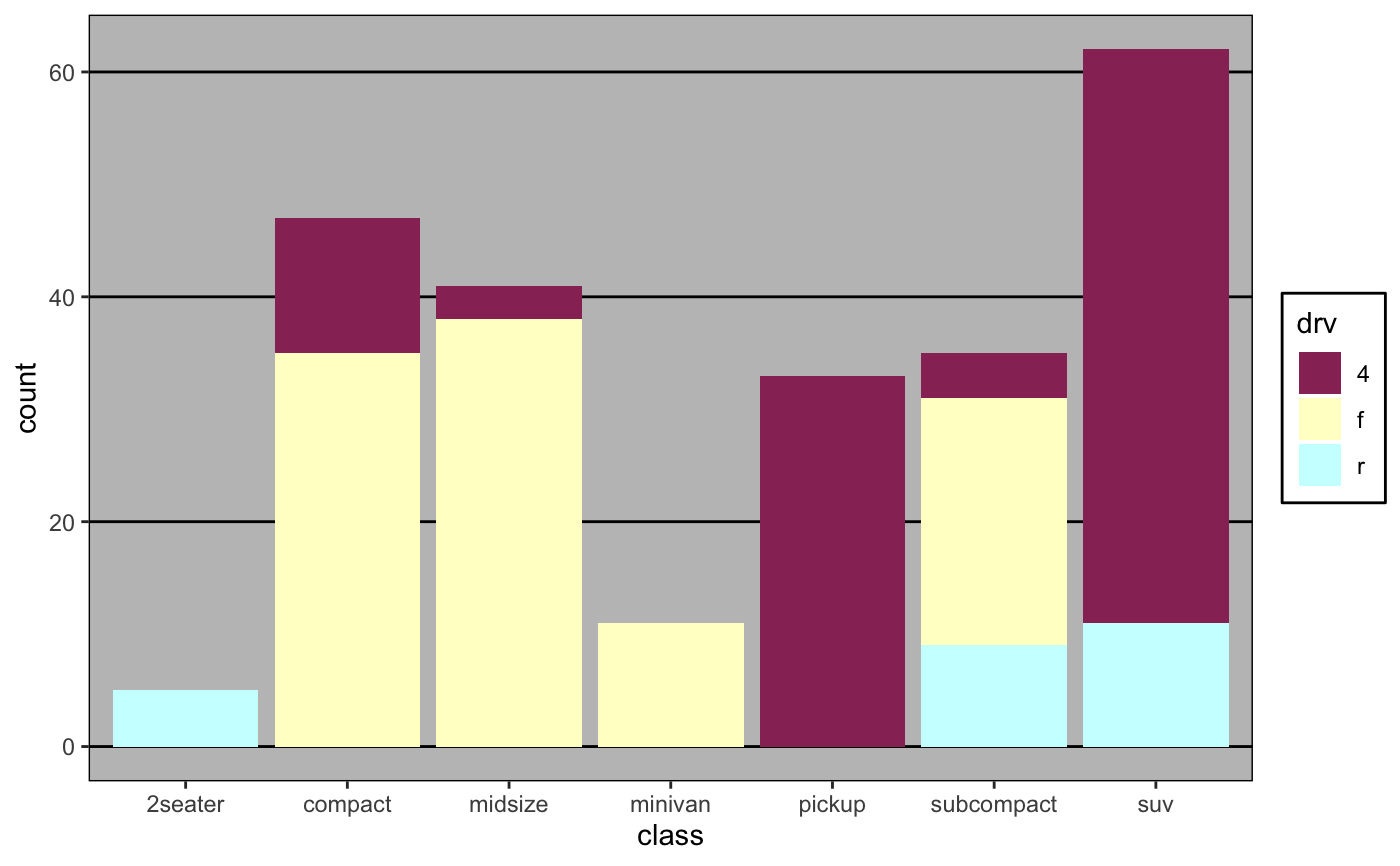 60
40
20
0
count
2seater compact midsize minivan pickup subcompact suv
class
drv
4
f
r